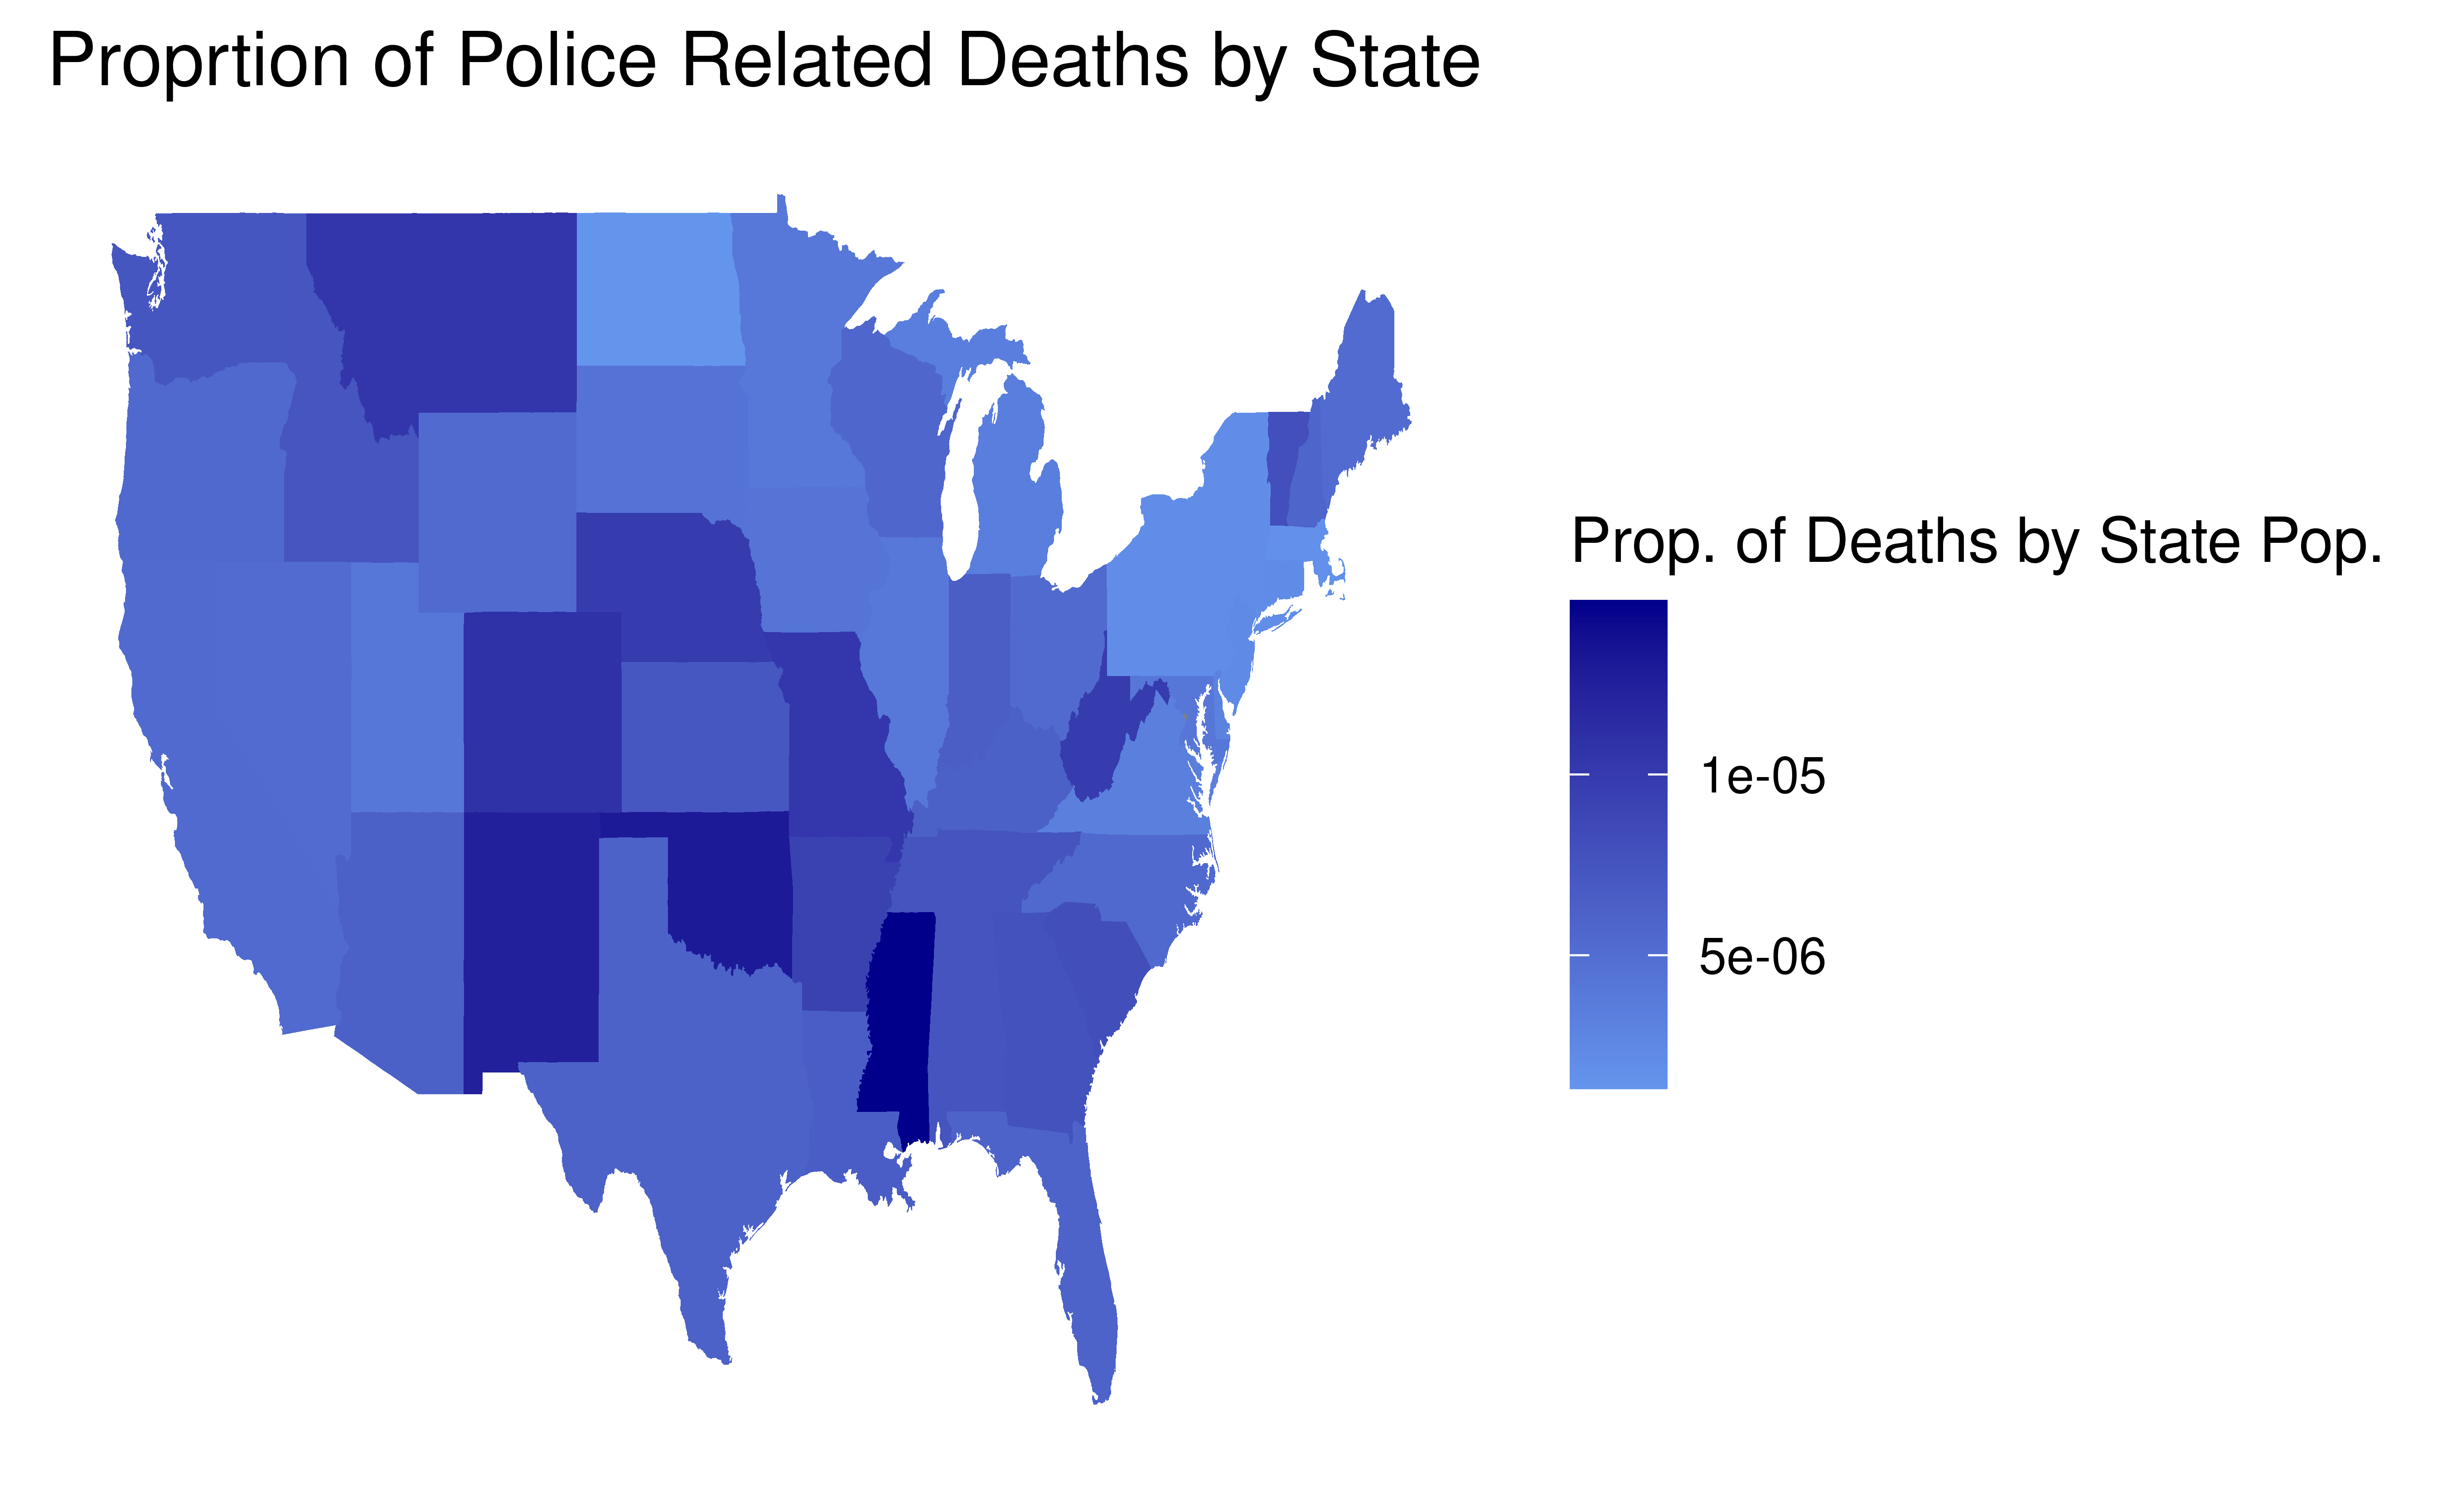 Proprtion of Police Related Deaths by State
Prop. of Deaths by State Pop.
1e-05
5e-06